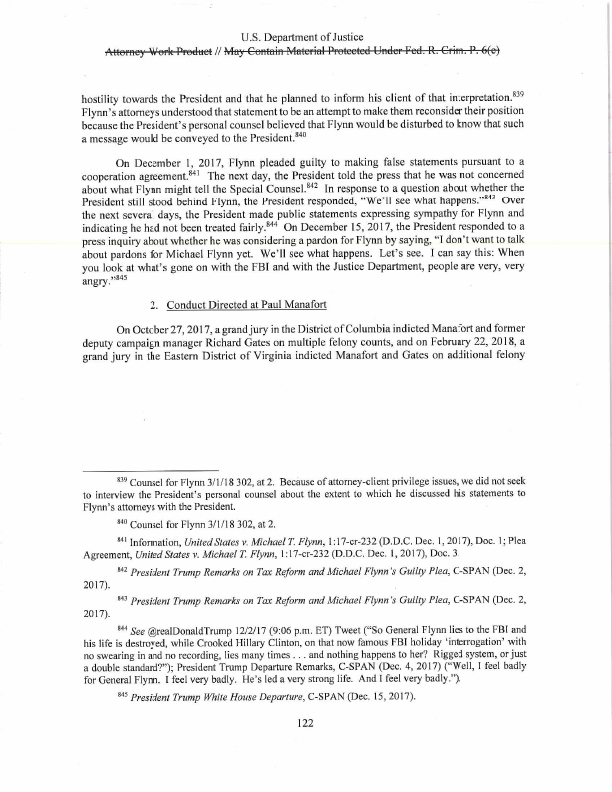 U.S. Department of Justice
Attorney Work Product // May Contain Material Protected Under Fed. R. Crim. P. 6(e)
hostility towards the President and that he planned to inform his client of that interpretation.839
Flynn's attorneys understood that statement to be an attempt to make them reconsider their position
because the President's personal counsel believed that Flynn would be disturbed to know that such
a message would be conveyed to the President.840
On December 1, 2017, Flynn pleaded guilty to making false statements pursuant to a
cooperation agreement.841 The next day, the President told the press that he was not concerned
about what Flynn might tell the Special Counsel.842 In response to a question about whether the
President still stood behind Flynn, the President responded, "We'll see what happens."843 Over
the next several days, the President made public statements expressing sympathy for Flynn and
indicating he had not been treated fairly.844 On December 15, 2017, the President responded to a
press inquiry about whether he was considering a pardon for Flynn by saying, "I don't want to talk
about pardons for Michael Flynn yet. We'll see what happens. Let's see. I can say this: When
you look at what's gone on with the FBI and with the Justice Department, people are very, very
angry."845
2. Conduct Directed at Paul Manafort
On October 27, 2017, a grand jury in the District of Columbia indicted Manafort and former
deputy campaign manager Richard Gates on multiple felony counts, and on February 22, 2018, a
grand jury in the Eastern District of Virginia indicted Manafort and Gates on additional felony
839 Counsel for Flynn 3/1/18 302, at 2. Because of attorney-client privilege issues, we did not seek
to interview the President's personal counsel about the extent to which he discussed his statements to
Flynn's attorneys with the President.
840 Counsel for Flynn 3/1/18 302, at 2.
841 Information, United States v. Michael T. Flynn, 1:17-cr-232 (D.D.C. Dec. 1, 2017), Doc. 1; Plea
Agreement, United States v. Michael T. Flynn, 1:17-cr-232 (D.D.C. Dec. 1, 2017), Doc. 3.
842 President Trump Remarks on Tax Reform and Michael Flynn's Guilty Plea, C-SPAN (Dec. 2,
2017).
843 President Trump Remarks on Tax Reform and Michael Flynn's Guilty Plea, C-SPAN (Dec. 2,
2017).
844 See @realDonaldTrump 12/2/17 (9:06 p.m. ET) Tweet ("So General Flynn lies to the FBI and
his life is destroyed, while Crooked Hillary Clinton, on that now famous FBI holiday 'interrogation' with
no swearing in and no recording, lies many times . . . and nothing happens to her? Rigged system, or just
a double standard?"); President Trump Departure Remarks, C-SPAN (Dec. 4, 2017) ("Well, I feel badly
for General Flynn. I feel very badly. He's led a very strong life. And I feel very badly.").
845 President Trump White House Departure, C-SPAN (Dec. 15, 2017).
122